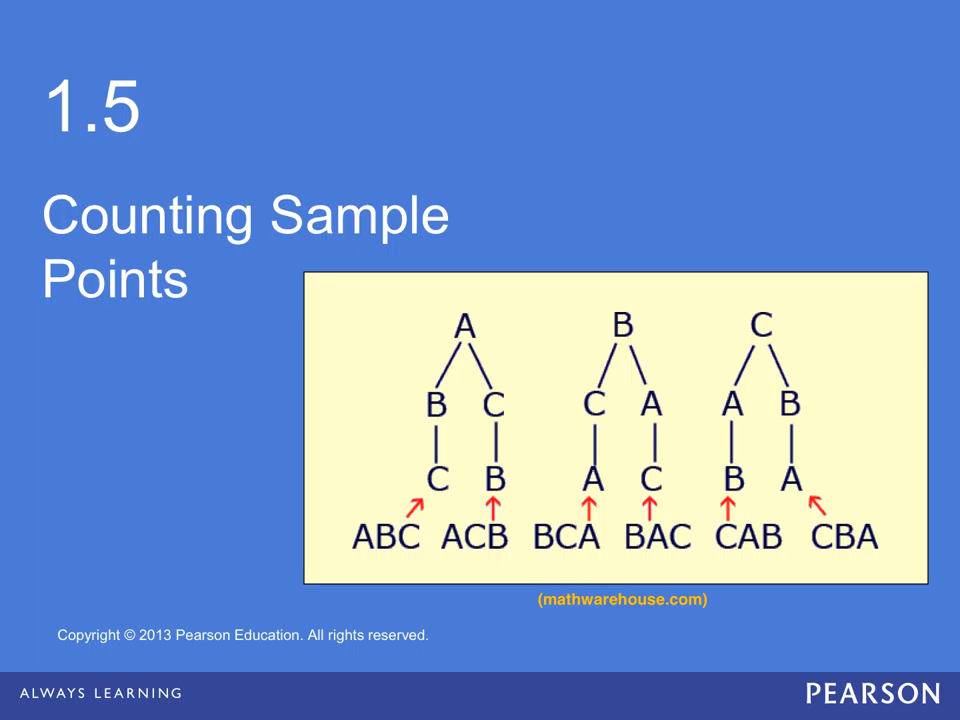 1.5
Counting Sample
Points
A B C
B C C A A B
C B A C B A
ABC ACB BCA BAC CAB CBA
(mathwarehouse.com)
Copyright © 2013 Pearson Education. All rights reserved.
ALWAYS LEARNING
PEARSON